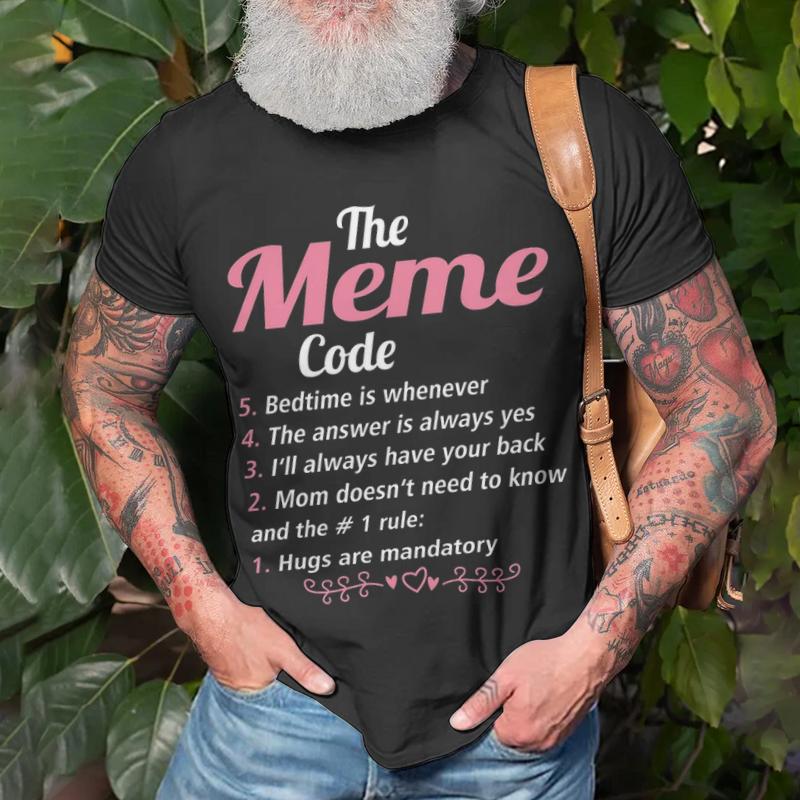 The
Meme
Code
5. Bedtime is whenever
4. The answer is always yes
3. I'll always have your back
2. Mom doesn't need to know
and the # 1 rule:
1. Hugs are mandatory
Estuardo